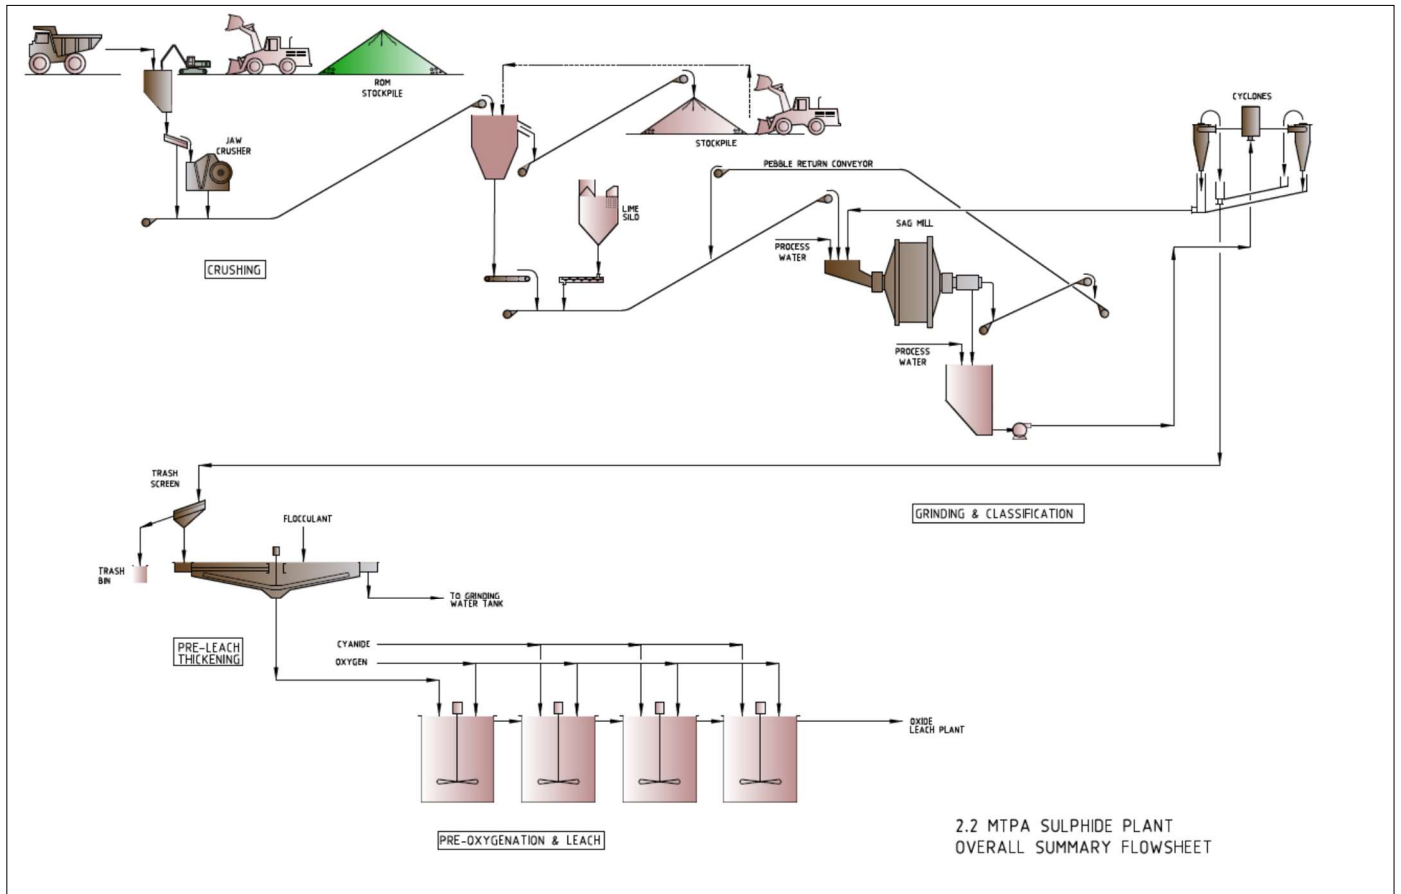 ROM
STOCKPILE
JAW
CRUSHER
CRUSHING
STOCKPILE
LIME
SILO
PEBBLE RETURN CONVEYOR
CYCLONES
SAG MILL
PROCESS
WATER
PROCESS
WATER
GRINDING & CLASSIFICATION
TRASH
SCREEN
FLOCCULANT
TRASH
BIN
TO GRINDING
WATER TANK
PRE-LEACH
THICKENING
CYANIDE
OXYGEN
OXIDE
LEACH PLANT
PRE-OXYGENATION & LEACH
2.2 MTPA SULPHIDE PLANT
OVERALL SUMMARY FLOWSHEET